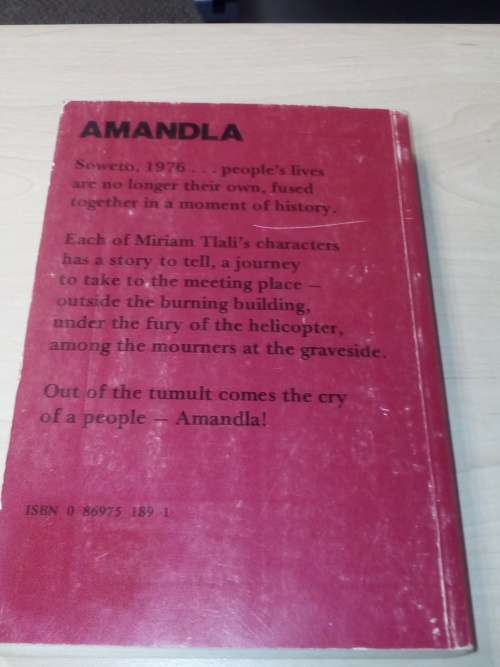 AMANDLA
Soweto, 1976 . . . people's lives
are no longer their own, fused
together in a moment of history.
Each of Miriam Tlali's characters
has a story to tell, a journey
to take to the meeting place –
outside the burning building,
under the fury of the helicopter,
among the mourners at the graveside.
Out of the tumult comes the cry
of a people – Amandla!
ISBN 0 86975 189 1